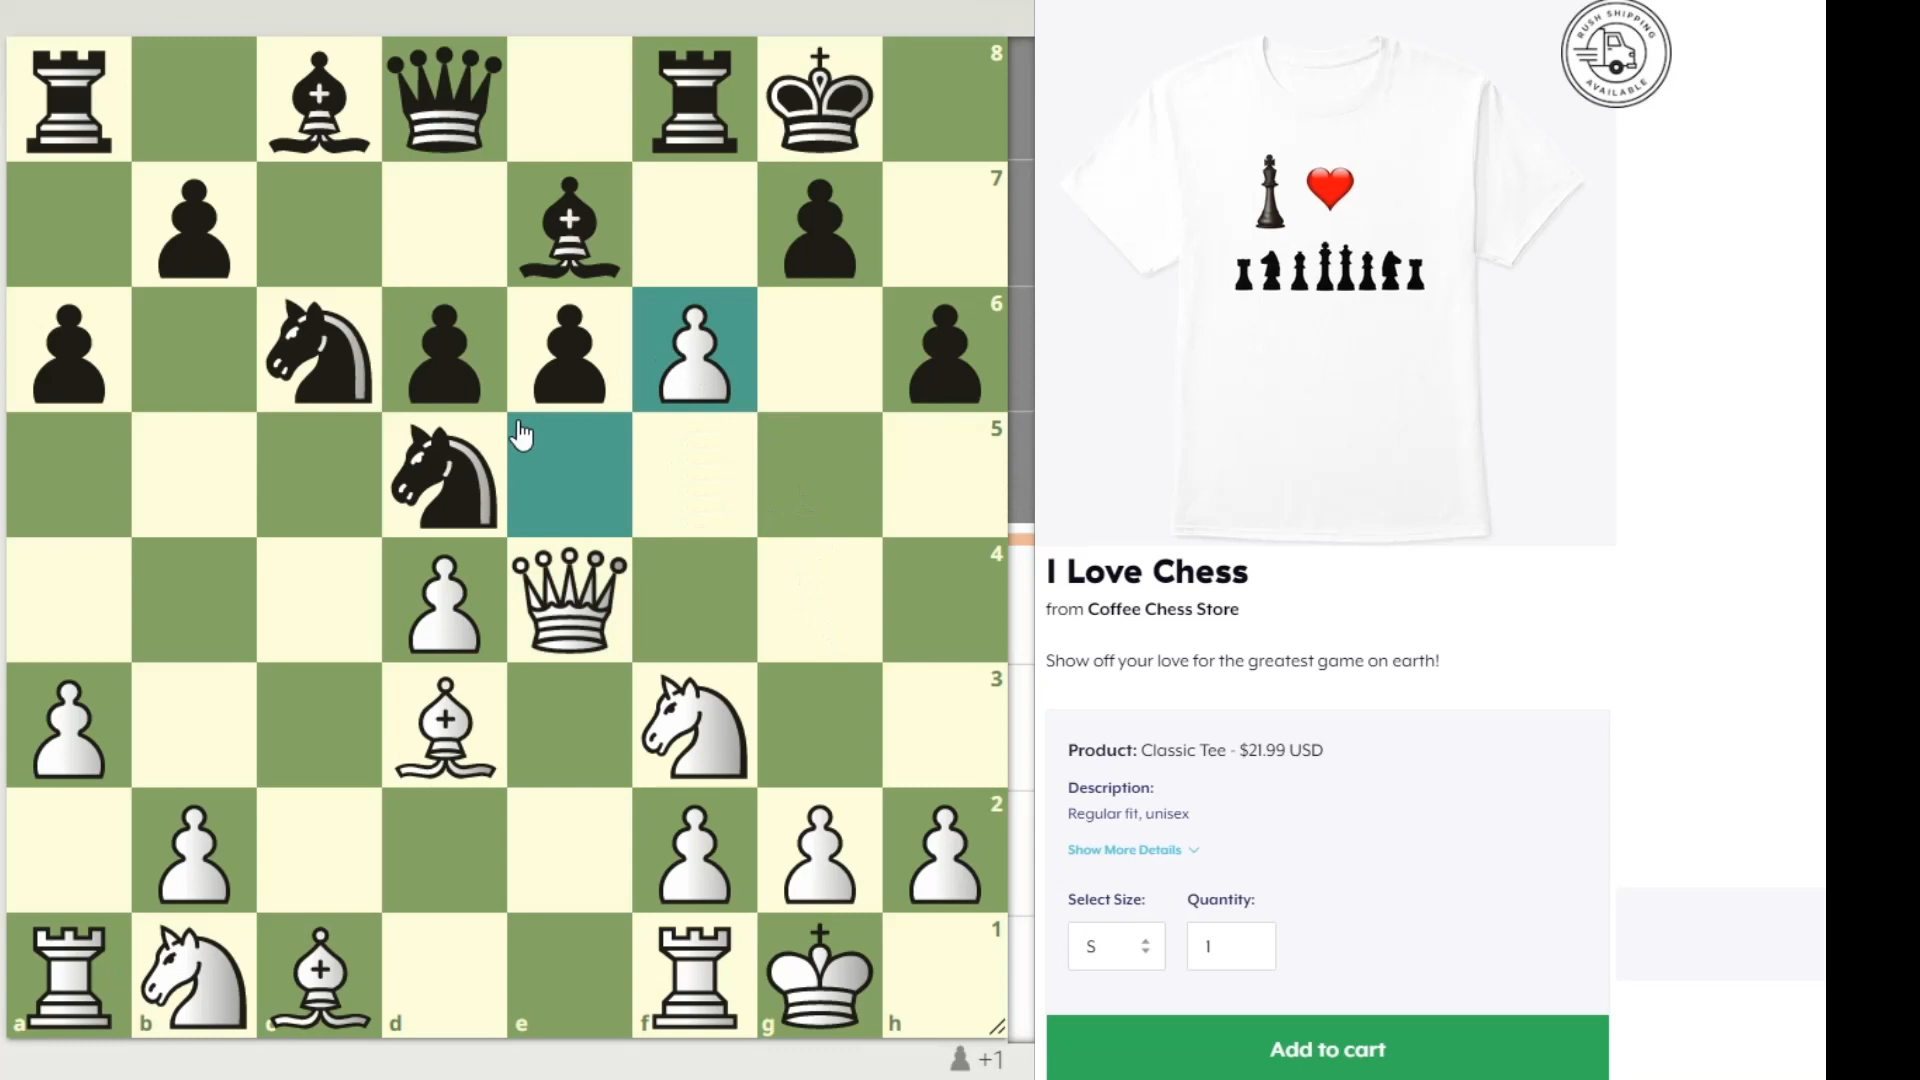 8
7
6
5
4
3
2
1
a b c d e f g h
+1
RUSH SHIPPING
AVAILABLE
I Love Chess
from Coffee Chess Store
Show off your love for the greatest game on earth!
Product: Classic Tee - $21.99 USD
Description:
Regular fit, unisex
Show More Details
Select Size: Quantity:
S 1
Add to cart